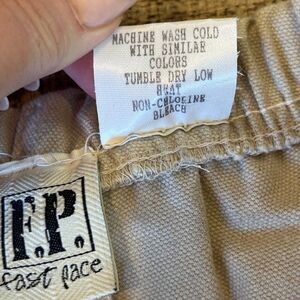 MACHINE WASH COLD
WITH SIMILAR
COLORS
TUMBLE DRY LOW
HEAT
NON-CHLORINE
BLEACH
F.P.
fast pace